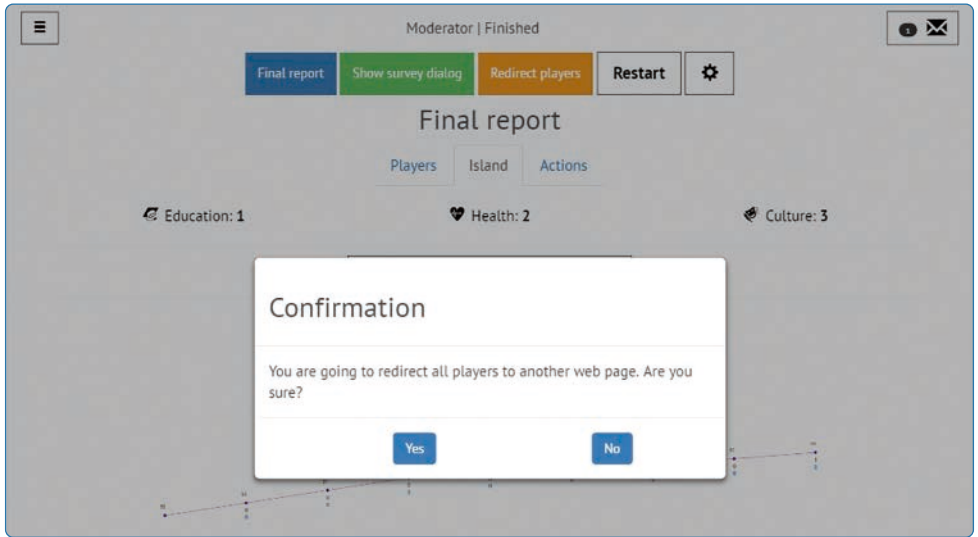 Moderator | Finished
1
Final report Show survey dialog Redirect players Restart
Final report
Players Island Actions
Education: 1 Health: 2 Culture: 3
Confirmation
You are going to redirect all players to another web page. Are you
sure?
Yes No